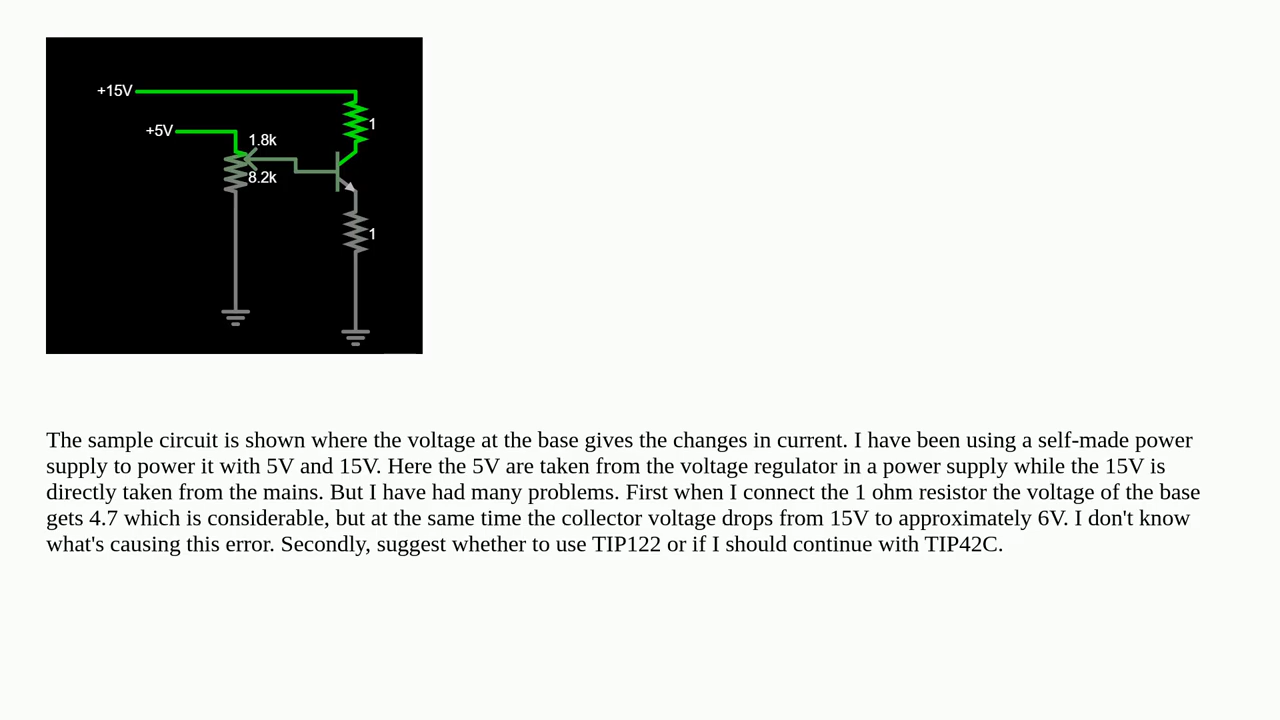 +15V
1
+5V
1.8k
8.2k
1
The sample circuit is shown where the voltage at the base gives the changes in current. I have been using a self-made power
supply to power it with 5V and 15V. Here the 5V are taken from the voltage regulator in a power supply while the 15V is
directly taken from the mains. But I have had many problems. First when I connect the 1 ohm resistor the voltage of the base
gets 4.7 which is considerable, but at the same time the collector voltage drops from 15V to approximately 6V. I don't know
what's causing this error. Secondly, suggest whether to use TIP122 or if I should continue with TIP42C.